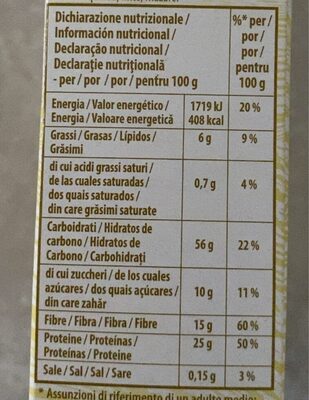 Dichiarazione nutrizionale /
Información nutricional /
Declaração nutricional /
Declarație nutrițională
- per / por / por / pentru 100 g
%* per /
por /
por /
pentru
100 g
Energia / Valor energético /
Energia / Valoare energetică
1719 kJ
408 kcal
20 %
Grassi / Grasas / Lípidos /
Grăsimi
6 g
9 %
di cui acidi grassi saturi /
de las cuales saturadas /
dos quais saturados /
din care grăsimi saturate
0,7 g
4 %
Carboidrati / Hidratos de
carbono / Hidratos de
Carbono / Carbohidrați
56 g
22 %
di cui zuccheri / de los cuales
azúcares / dos quais açúcares /
din care zahăr
10 g
11 %
Fibre / Fibra / Fibra / Fibre
15 g
60 %
Proteine / Proteínas /
Proteínas / Proteine
25 g
50 %
Sale / Sal / Sal / Sare
0,15 g
3 %
* Assunzioni di riferimento di un adulto medio: